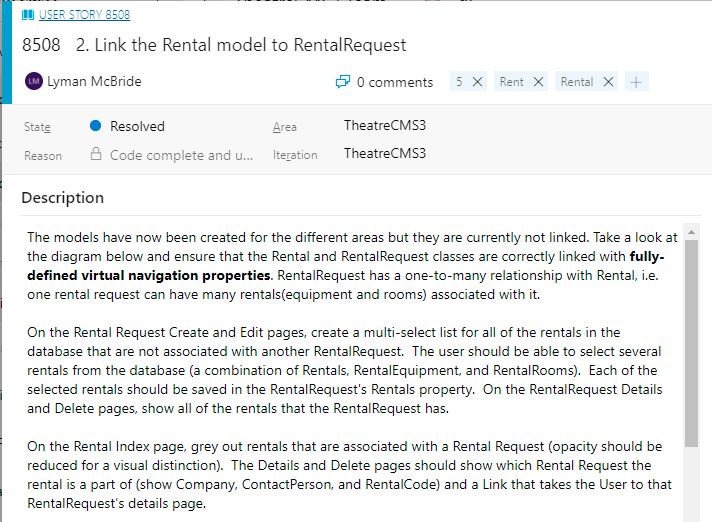 USER STORY 8508
8508 2. Link the Rental model to RentalRequest
LM Lyman McBride 0 comments 5 Rent Rental
State Resolved Area TheatreCMS3
Reason Code complete and u... Iteration TheatreCMS3
Description
The models have now been created for the different areas but they are currently not linked. Take a look at
the diagram below and ensure that the Rental and RentalRequest classes are correctly linked with fully-
defined virtual navigation properties. RentalRequest has a one-to-many relationship with Rental, i.e.
one rental request can have many rentals(equipment and rooms) associated with it.
On the Rental Request Create and Edit pages, create a multi-select list for all of the rentals in the
database that are not associated with another RentalRequest. The user should be able to select several
rentals from the database (a combination of Rentals, RentalEquipment, and RentalRooms). Each of the
selected rentals should be saved in the RentalRequest's Rentals property. On the RentalRequest Details
and Delete pages, show all of the rentals that the RentalRequest has.
On the Rental Index page, grey out rentals that are associated with a Rental Request (opacity should be
reduced for a visual distinction). The Details and Delete pages should show which Rental Request the
rental is a part of (show Company, ContactPerson, and RentalCode) and a Link that takes the User to that
RentalRequest's details page.